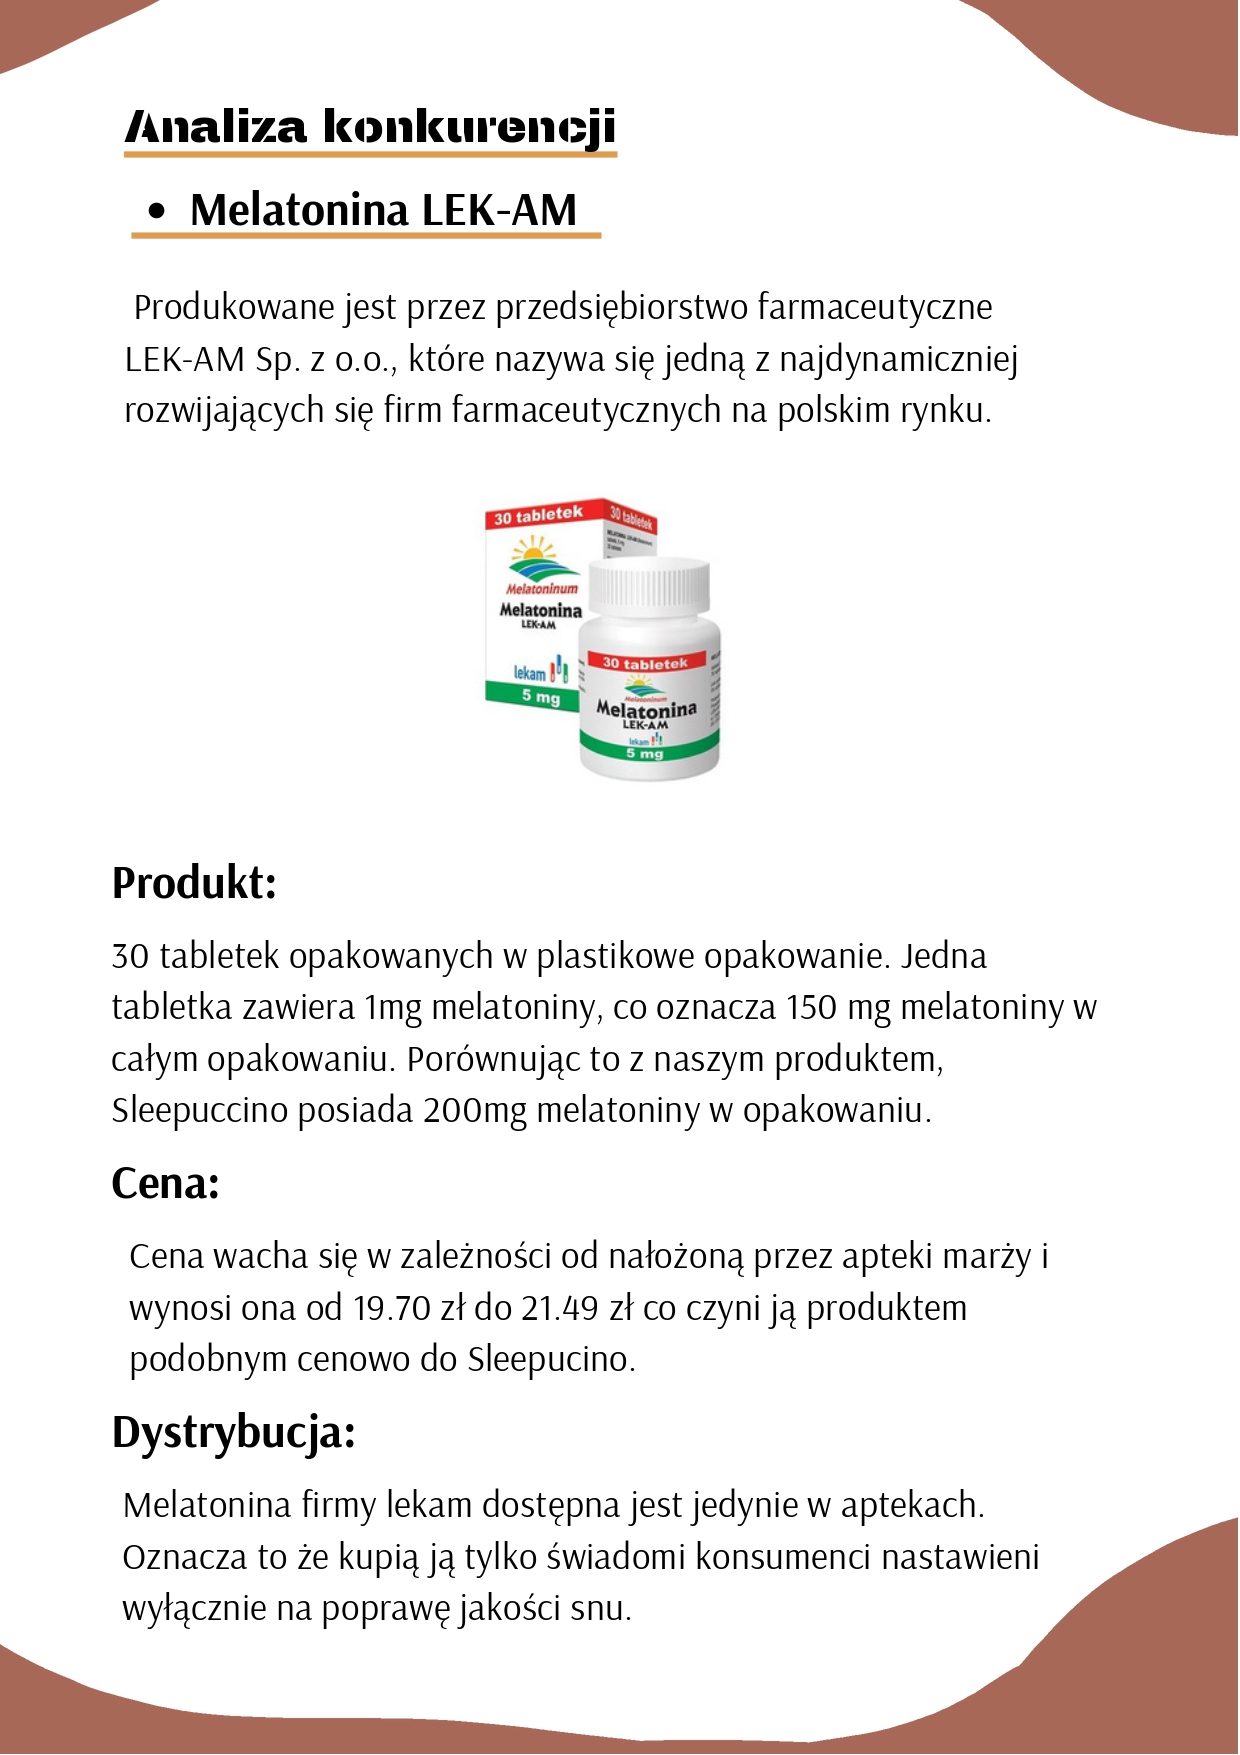 Analiza konkurencji
• Melatonina LEK-AM
Produkowane jest przez przedsiębiorstwo farmaceutyczne
LEK-AM Sp. z o.o., które nazywa się jedną z najdynamiczniej
rozwijających się firm farmaceutycznych na polskim rynku.
30 tabletek
30 tabletek
Melatoninum
Melatonina
LEK-AM
lekam
5 mg
30 tabletek
Melatoninum
Melatonina
LEK-AM
lekam
5 mg
Produkt:
30 tabletek opakowanych w plastikowe opakowanie. Jedna
tabletka zawiera 1mg melatoniny, co oznacza 150 mg melatoniny w
całym opakowaniu. Porównując to z naszym produktem,
Sleepuccino posiada 200mg melatoniny w opakowaniu.
Cena:
Cena wacha się w zależności od nałożoną przez apteki marży i
wynosi ona od 19.70 zł do 21.49 zł co czyni ją produktem
podobnym cenowo do Sleepucino.
Dystrybucja:
Melatonina firmy lekam dostępna jest jedynie w aptekach.
Oznacza to że kupią ją tylko świadomi konsumenci nastawieni
wyłącznie na poprawę jakości snu.